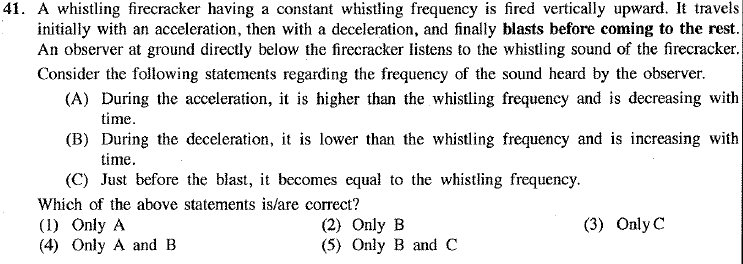 41. A whistling firecracker having a constant whistling frequency is fired vertically upward. It travels
initially with an acceleration, then with a deceleration, and finally blasts before coming to the rest.
An observer at ground directly below the firecracker listens to the whistling sound of the firecracker.
Consider the following statements regarding the frequency of the sound heard by the observer.
(A) During the acceleration, it is higher than the whistling frequency and is decreasing with
time.
(B) During the deceleration, it is lower than the whistling frequency and is increasing with
time.
(C) Just before the blast, it becomes equal to the whistling frequency.
Which of the above statements is/are correct?
(1) Only A (2) Only B (3) Only C
(4) Only A and B (5) Only B and C